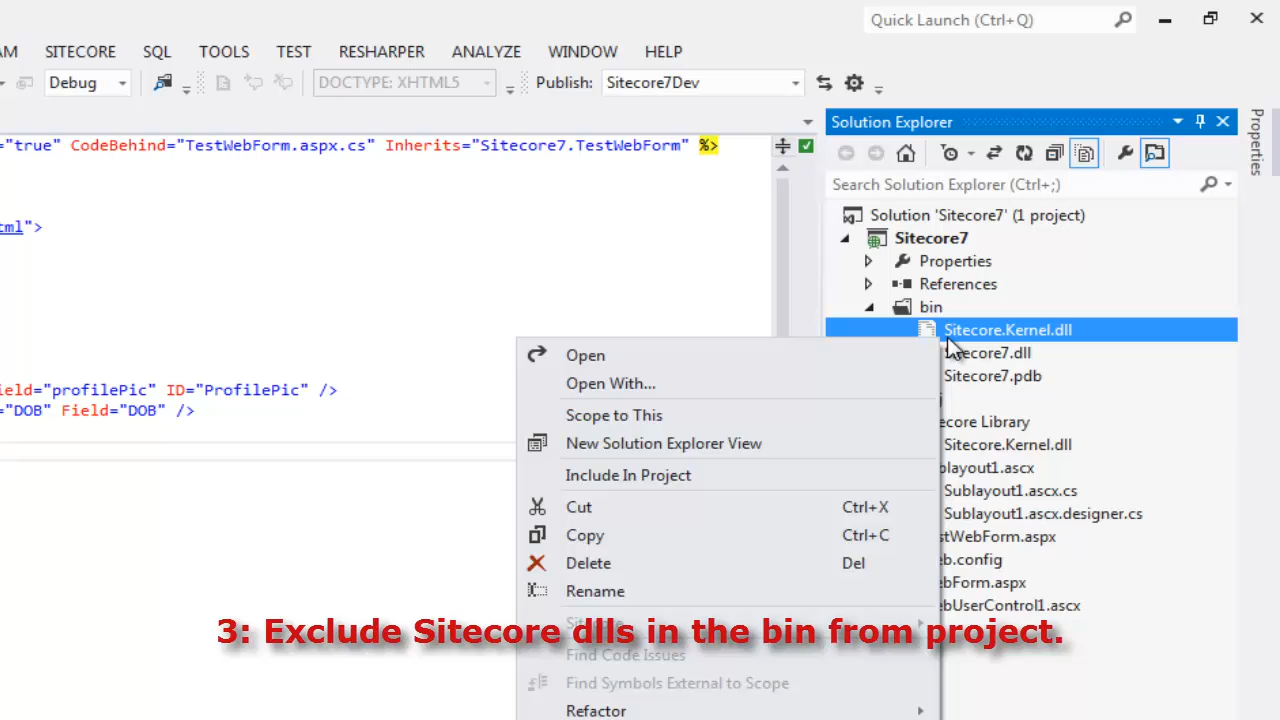 Quick Launch (Ctrl+Q)
AM SITECORE SQL TOOLS TEST RESHARPER ANALYZE WINDOW HELP
Debug DOCTYPE: XHTML5 Publish: Sitecore7Dev
Solution Explorer
Properties
="true" CodeBehind="TestWebForm.aspx.cs" Inherits="Sitecore7.TestWebForm" %>
Search Solution Explorer (Ctrl+;)
Solution 'Sitecore7' (1 project)
tml">
Sitecore7
Properties
References
bin
Sitecore.Kernel.dll
tecore7.dll
Sitecore7.pdb
j
ecore Library
Sitecore.Kernel.dll
blayout1.ascx
Sublayout1.ascx.cs
Sublayout1.ascx.designer.cs
stWebForm.aspx
eb.config
ebForm.aspx
ebUserControl1.ascx
ield="profilePic" ID="ProfilePic" />
="DOB" Field="DOB" />
Open
Open With...
Scope to This
New Solution Explorer View
Include In Project
Cut Ctrl+X
Copy Ctrl+C
Delete Del
Rename
3: Exclude Sitecore dlls in the bin from project.
Find Code Issues
Find Symbols External to Scope
Refactor